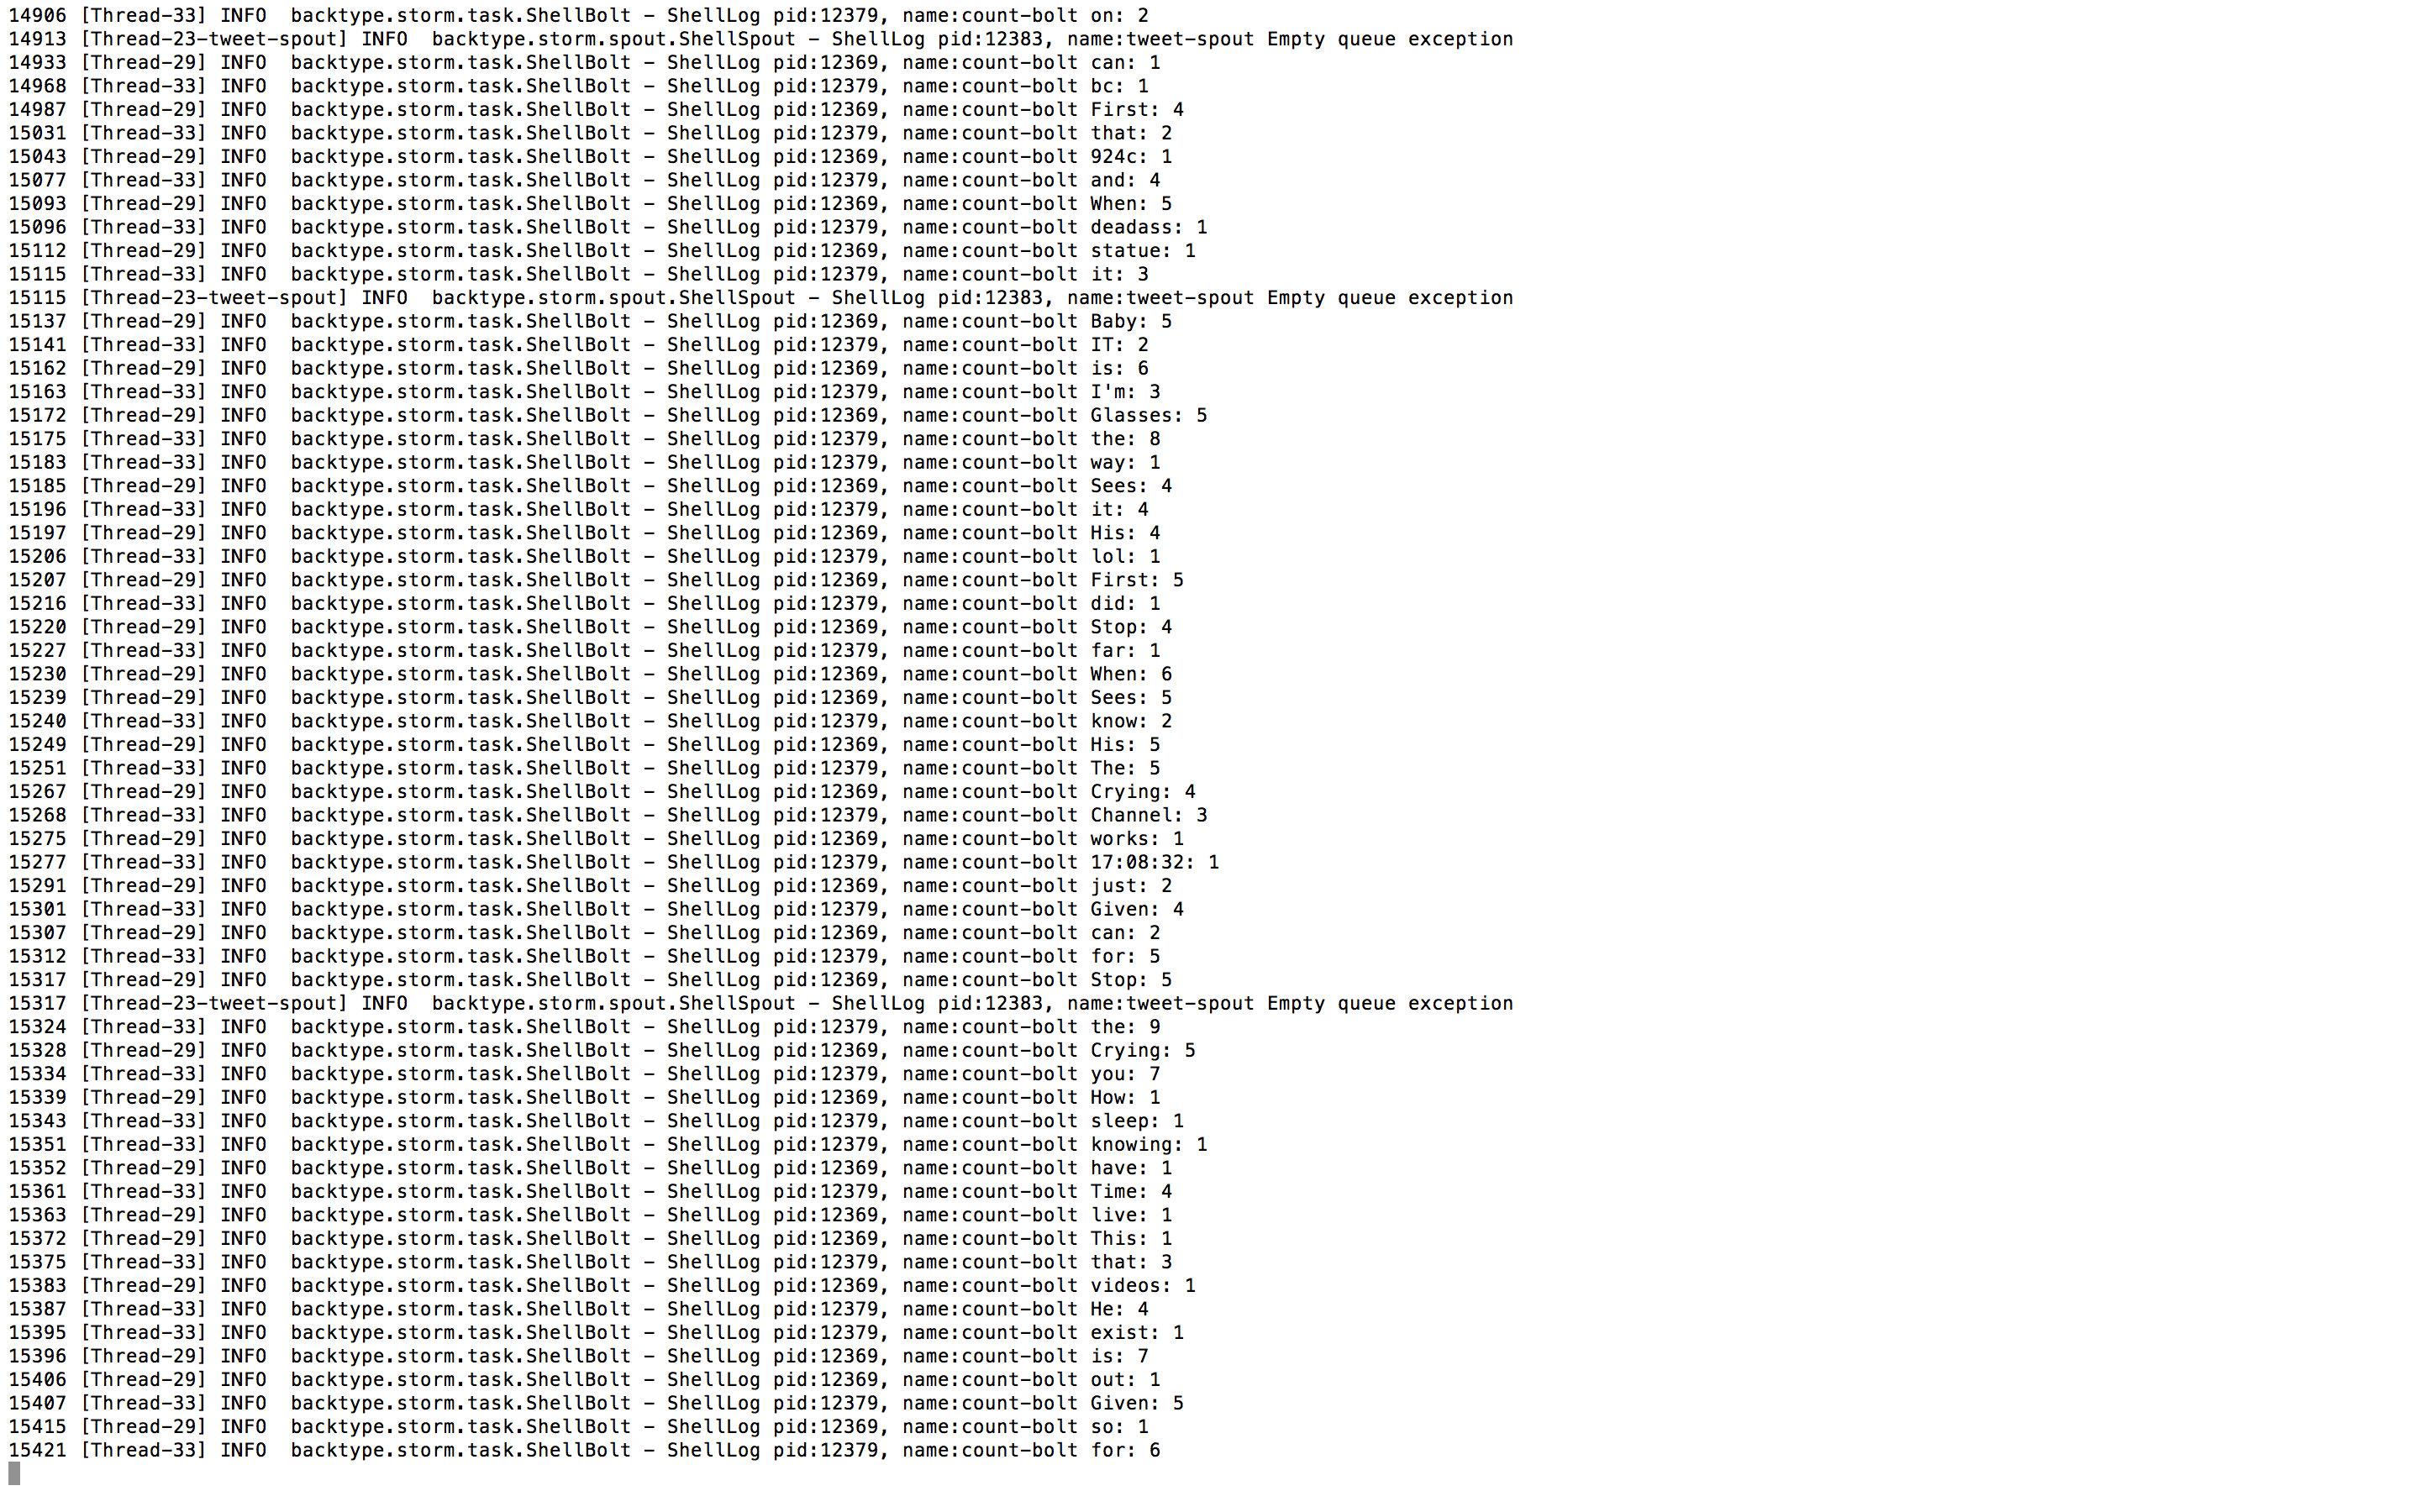 14906 [Thread-33] INFO  backtype.storm.task.ShellBolt - ShellLog pid:12379, name:count-bolt on: 2
14913 [Thread-23-tweet-spout] INFO  backtype.storm.spout.ShellSpout - ShellLog pid:12383, name:tweet-spout Empty queue exception
14933 [Thread-29] INFO  backtype.storm.task.ShellBolt - ShellLog pid:12369, name:count-bolt can: 1
14968 [Thread-33] INFO  backtype.storm.task.ShellBolt - ShellLog pid:12379, name:count-bolt bc: 1
14987 [Thread-29] INFO  backtype.storm.task.ShellBolt - ShellLog pid:12369, name:count-bolt First: 4
15031 [Thread-33] INFO  backtype.storm.task.ShellBolt - ShellLog pid:12379, name:count-bolt that: 2
15043 [Thread-29] INFO  backtype.storm.task.ShellBolt - ShellLog pid:12369, name:count-bolt 924c: 1
15077 [Thread-33] INFO  backtype.storm.task.ShellBolt - ShellLog pid:12379, name:count-bolt and: 4
15093 [Thread-29] INFO  backtype.storm.task.ShellBolt - ShellLog pid:12369, name:count-bolt When: 5
15096 [Thread-33] INFO  backtype.storm.task.ShellBolt - ShellLog pid:12379, name:count-bolt deadass: 1
15112 [Thread-29] INFO  backtype.storm.task.ShellBolt - ShellLog pid:12369, name:count-bolt statue: 1
15115 [Thread-33] INFO  backtype.storm.task.ShellBolt - ShellLog pid:12379, name:count-bolt it: 3
15115 [Thread-23-tweet-spout] INFO  backtype.storm.spout.ShellSpout - ShellLog pid:12383, name:tweet-spout Empty queue exception
15137 [Thread-29] INFO  backtype.storm.task.ShellBolt - ShellLog pid:12369, name:count-bolt Baby: 5
15141 [Thread-33] INFO  backtype.storm.task.ShellBolt - ShellLog pid:12379, name:count-bolt IT: 2
15162 [Thread-29] INFO  backtype.storm.task.ShellBolt - ShellLog pid:12369, name:count-bolt is: 6
15163 [Thread-33] INFO  backtype.storm.task.ShellBolt - ShellLog pid:12379, name:count-bolt I'm: 3
15172 [Thread-29] INFO  backtype.storm.task.ShellBolt - ShellLog pid:12369, name:count-bolt Glasses: 5
15175 [Thread-33] INFO  backtype.storm.task.ShellBolt - ShellLog pid:12379, name:count-bolt the: 8
15183 [Thread-33] INFO  backtype.storm.task.ShellBolt - ShellLog pid:12379, name:count-bolt way: 1
15185 [Thread-29] INFO  backtype.storm.task.ShellBolt - ShellLog pid:12369, name:count-bolt Sees: 4
15196 [Thread-33] INFO  backtype.storm.task.ShellBolt - ShellLog pid:12379, name:count-bolt it: 4
15197 [Thread-29] INFO  backtype.storm.task.ShellBolt - ShellLog pid:12369, name:count-bolt His: 4
15206 [Thread-33] INFO  backtype.storm.task.ShellBolt - ShellLog pid:12379, name:count-bolt lol: 1
15207 [Thread-29] INFO  backtype.storm.task.ShellBolt - ShellLog pid:12369, name:count-bolt First: 5
15216 [Thread-33] INFO  backtype.storm.task.ShellBolt - ShellLog pid:12379, name:count-bolt did: 1
15220 [Thread-29] INFO  backtype.storm.task.ShellBolt - ShellLog pid:12369, name:count-bolt Stop: 4
15227 [Thread-33] INFO  backtype.storm.task.ShellBolt - ShellLog pid:12379, name:count-bolt far: 1
15230 [Thread-29] INFO  backtype.storm.task.ShellBolt - ShellLog pid:12369, name:count-bolt When: 6
15239 [Thread-29] INFO  backtype.storm.task.ShellBolt - ShellLog pid:12369, name:count-bolt Sees: 5
15240 [Thread-33] INFO  backtype.storm.task.ShellBolt - ShellLog pid:12379, name:count-bolt know: 2
15249 [Thread-29] INFO  backtype.storm.task.ShellBolt - ShellLog pid:12369, name:count-bolt His: 5
15251 [Thread-33] INFO  backtype.storm.task.ShellBolt - ShellLog pid:12379, name:count-bolt The: 5
15267 [Thread-29] INFO  backtype.storm.task.ShellBolt - ShellLog pid:12369, name:count-bolt Crying: 4
15268 [Thread-33] INFO  backtype.storm.task.ShellBolt - ShellLog pid:12379, name:count-bolt Channel: 3
15275 [Thread-29] INFO  backtype.storm.task.ShellBolt - ShellLog pid:12369, name:count-bolt works: 1
15277 [Thread-33] INFO  backtype.storm.task.ShellBolt - ShellLog pid:12379, name:count-bolt 17:08:32: 1
15291 [Thread-29] INFO  backtype.storm.task.ShellBolt - ShellLog pid:12369, name:count-bolt just: 2
15301 [Thread-33] INFO  backtype.storm.task.ShellBolt - ShellLog pid:12379, name:count-bolt Given: 4
15307 [Thread-29] INFO  backtype.storm.task.ShellBolt - ShellLog pid:12369, name:count-bolt can: 2
15312 [Thread-33] INFO  backtype.storm.task.ShellBolt - ShellLog pid:12379, name:count-bolt for: 5
15317 [Thread-29] INFO  backtype.storm.task.ShellBolt - ShellLog pid:12369, name:count-bolt Stop: 5
15317 [Thread-23-tweet-spout] INFO  backtype.storm.spout.ShellSpout - ShellLog pid:12383, name:tweet-spout Empty queue exception
15324 [Thread-33] INFO  backtype.storm.task.ShellBolt - ShellLog pid:12379, name:count-bolt the: 9
15328 [Thread-29] INFO  backtype.storm.task.ShellBolt - ShellLog pid:12369, name:count-bolt Crying: 5
15334 [Thread-33] INFO  backtype.storm.task.ShellBolt - ShellLog pid:12379, name:count-bolt you: 7
15339 [Thread-29] INFO  backtype.storm.task.ShellBolt - ShellLog pid:12369, name:count-bolt How: 1
15343 [Thread-33] INFO  backtype.storm.task.ShellBolt - ShellLog pid:12379, name:count-bolt sleep: 1
15351 [Thread-33] INFO  backtype.storm.task.ShellBolt - ShellLog pid:12379, name:count-bolt knowing: 1
15352 [Thread-29] INFO  backtype.storm.task.ShellBolt - ShellLog pid:12369, name:count-bolt have: 1
15361 [Thread-33] INFO  backtype.storm.task.ShellBolt - ShellLog pid:12379, name:count-bolt Time: 4
15363 [Thread-29] INFO  backtype.storm.task.ShellBolt - ShellLog pid:12369, name:count-bolt live: 1
15372 [Thread-29] INFO  backtype.storm.task.ShellBolt - ShellLog pid:12369, name:count-bolt This: 1
15375 [Thread-33] INFO  backtype.storm.task.ShellBolt - ShellLog pid:12379, name:count-bolt that: 3
15383 [Thread-29] INFO  backtype.storm.task.ShellBolt - ShellLog pid:12369, name:count-bolt videos: 1
15387 [Thread-33] INFO  backtype.storm.task.ShellBolt - ShellLog pid:12379, name:count-bolt He: 4
15395 [Thread-33] INFO  backtype.storm.task.ShellBolt - ShellLog pid:12379, name:count-bolt exist: 1
15396 [Thread-29] INFO  backtype.storm.task.ShellBolt - ShellLog pid:12369, name:count-bolt is: 7
15406 [Thread-29] INFO  backtype.storm.task.ShellBolt - ShellLog pid:12369, name:count-bolt out: 1
15407 [Thread-33] INFO  backtype.storm.task.ShellBolt - ShellLog pid:12379, name:count-bolt Given: 5
15415 [Thread-29] INFO  backtype.storm.task.ShellBolt - ShellLog pid:12369, name:count-bolt so: 1
15421 [Thread-33] INFO  backtype.storm.task.ShellBolt - ShellLog pid:12379, name:count-bolt for: 6